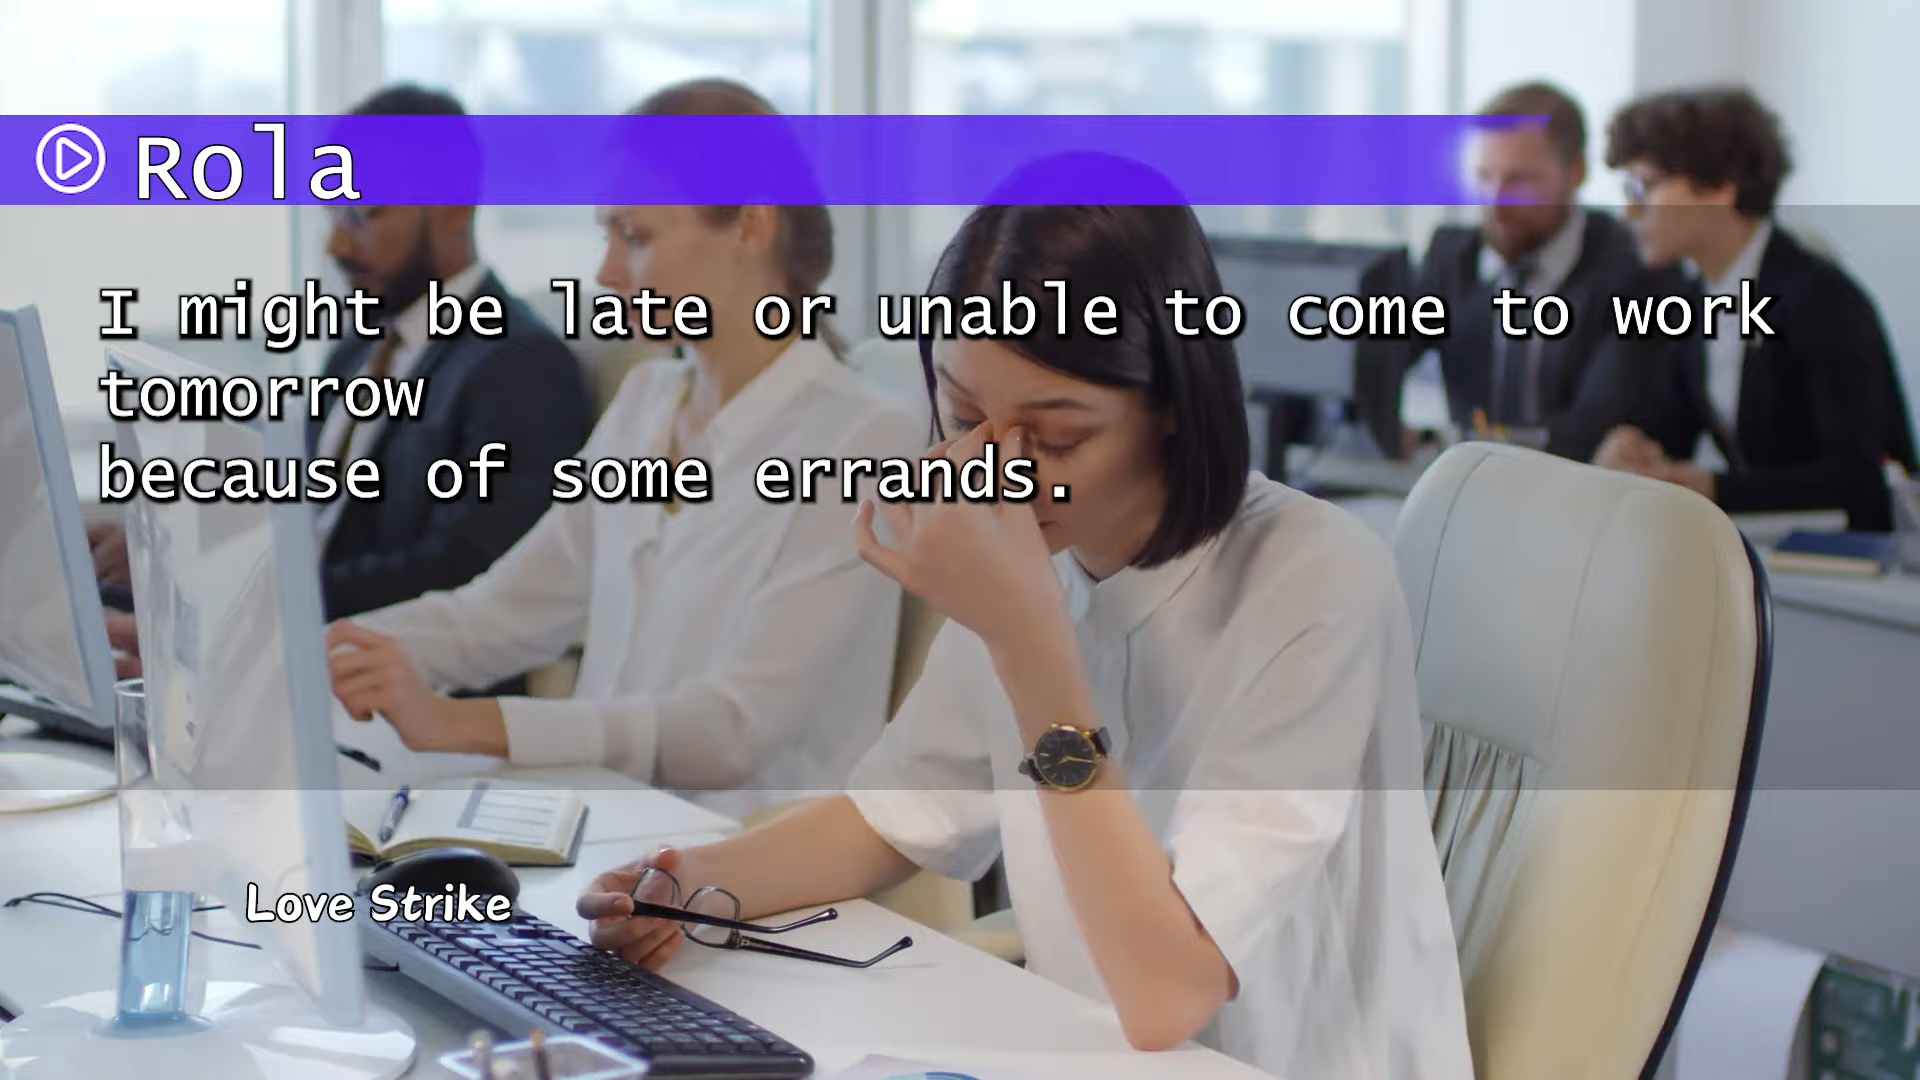 Rola
I might be late or unable to come to work
tomorrow
because of some errands.
Love Strike